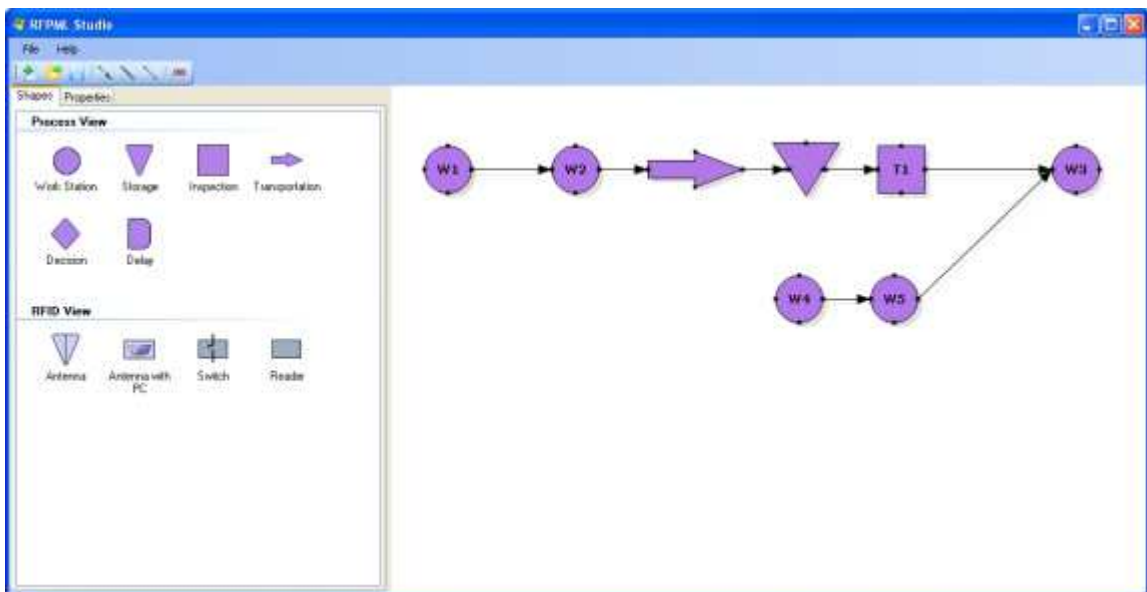 RFPML Studio
File Help
Shapes Properties
Process View
Work Station Storage Inspection Transportation
Decision Delay
RFID View
Antenna Antenna with PC Switch Reader
W1 W2 T1 W3
W4 W5